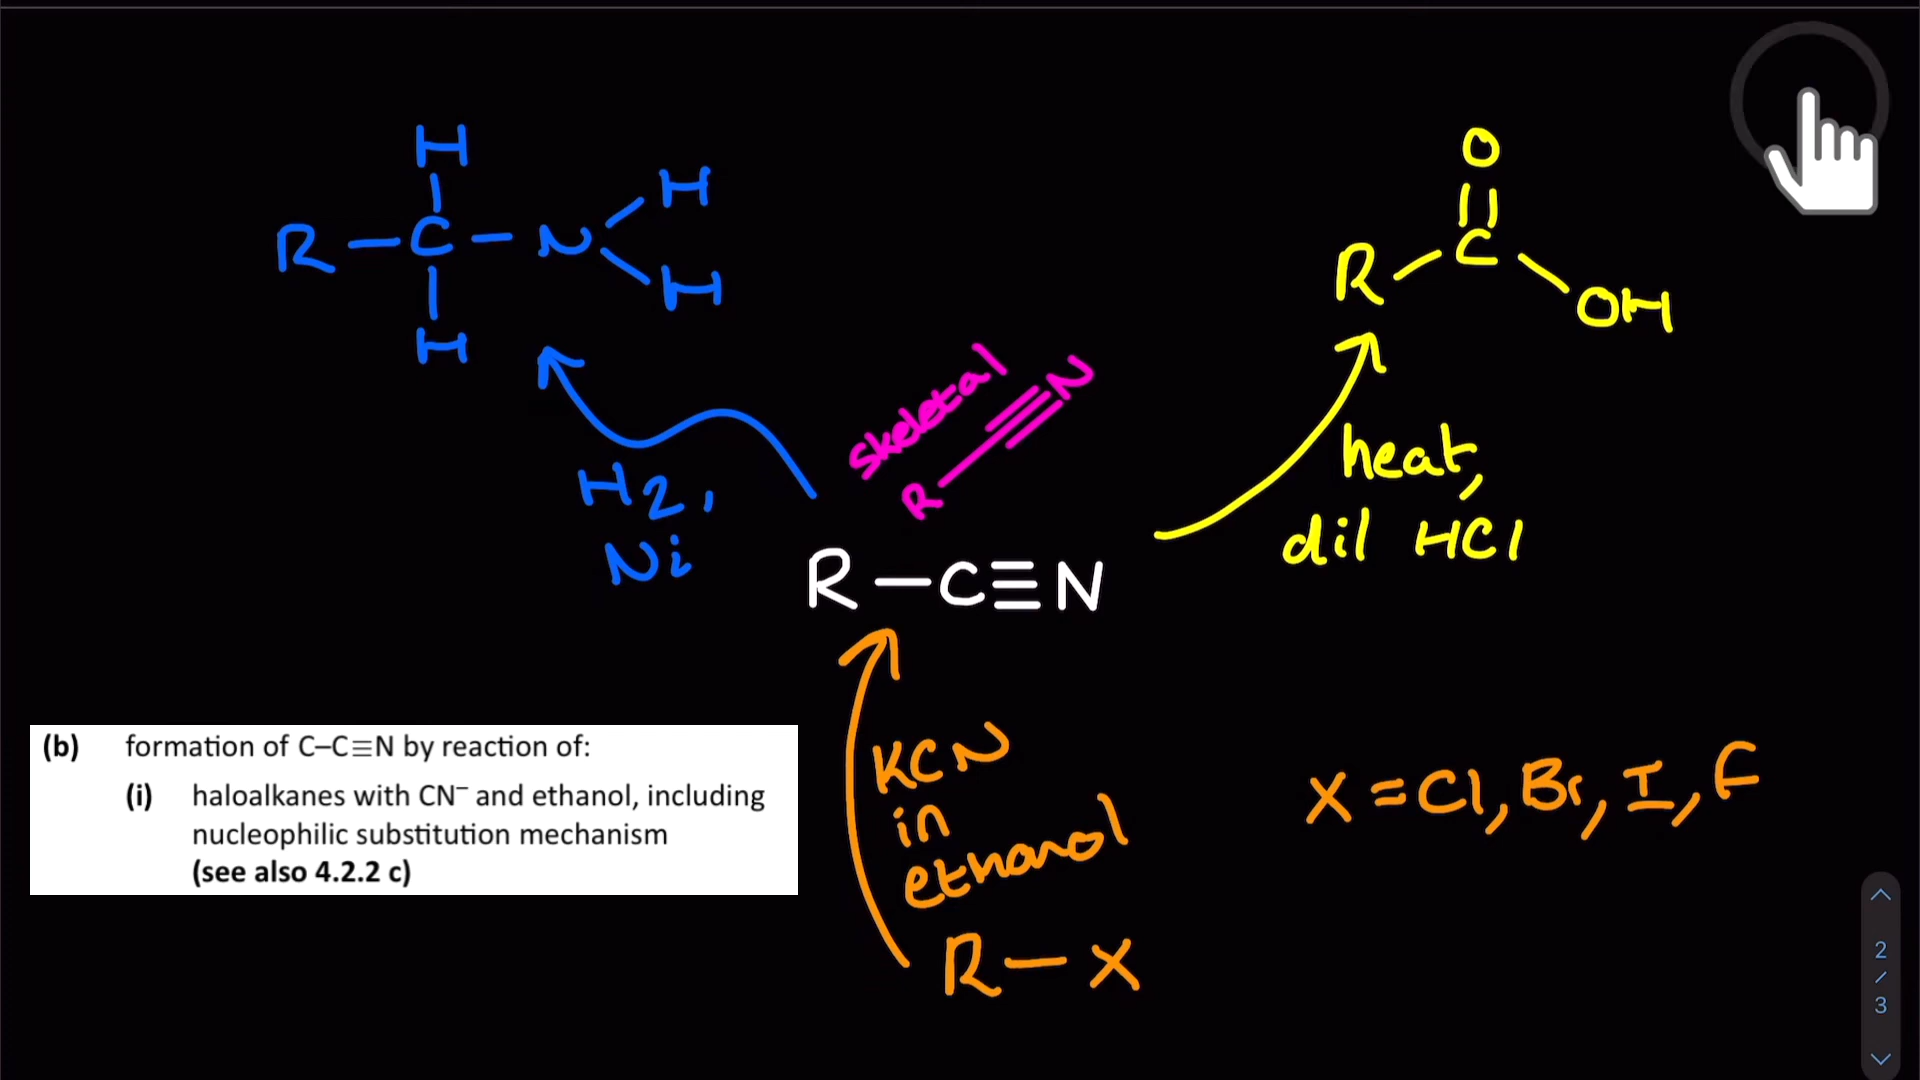 H
R – C – N
H
H
H
H2,
Ni
skeletal
R
N
O
R
C
OH
heat,
dil HCl
R – C ≡ N
KCN
in
ethanol
R – X
X = Cl, Br, I, F
(b) formation of C–C≡N by reaction of:
(i) haloalkanes with CN⁻ and ethanol, including
nucleophilic substitution mechanism
(see also 4.2.2 c)
2
/
3